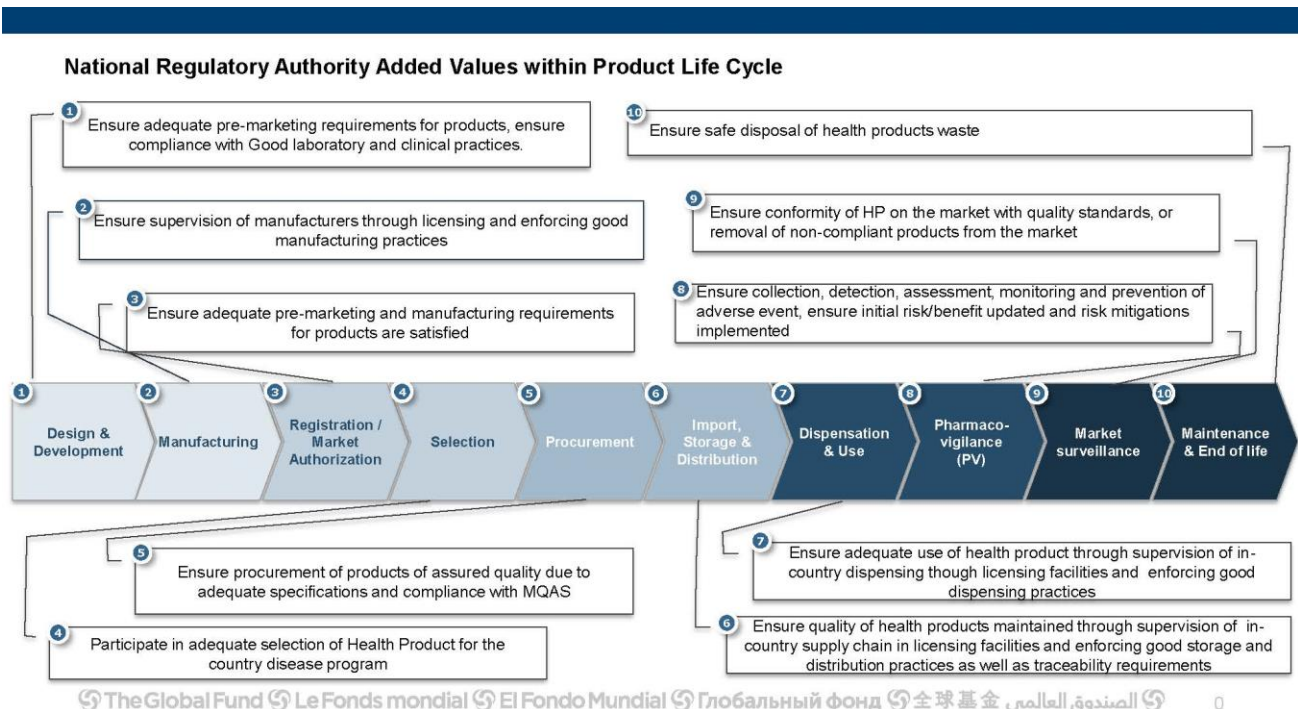 National Regulatory Authority Added Values within Product Life Cycle
1
Ensure adequate pre-marketing requirements for products, ensure
compliance with Good laboratory and clinical practices.
10
Ensure safe disposal of health products waste
2
Ensure supervision of manufacturers through licensing and enforcing good
manufacturing practices
9
Ensure conformity of HP on the market with quality standards, or
removal of non-compliant products from the market
3
Ensure adequate pre-marketing and manufacturing requirements
for products are satisfied
8
Ensure collection, detection, assessment, monitoring and prevention of
adverse event, ensure initial risk/benefit updated and risk mitigations
implemented
1
Design &
Development
2
Manufacturing
3
Registration /
Market
Authorization
4
Selection
5
Procurement
6
Import,
Storage &
Distribution
7
Dispensation
& Use
8
Pharmaco-
vigilance
(PV)
9
Market
surveillance
10
Maintenance
& End of life
5
Ensure procurement of products of assured quality due to
adequate specifications and compliance with MQAS
4
Participate in adequate selection of Health Product for the
country disease program
7
Ensure adequate use of health product through supervision of in-
country dispensing though licensing facilities and enforcing good
dispensing practices
6
Ensure quality of health products maintained through supervision of in-
country supply chain in licensing facilities and enforcing good storage and
distribution practices as well as traceability requirements
The Global Fund Le Fonds mondial El Fondo Mundial Глобальный фонд 全球基金 الصندوق العالمي
0